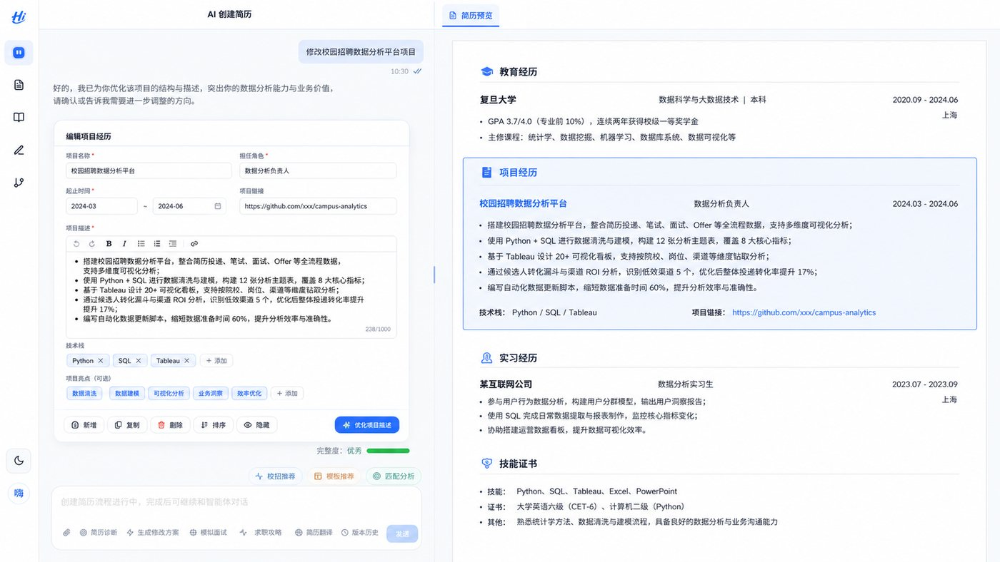 Hi
AI 创建简历
修改校园招聘数据分析平台项目
10:30
好的，我已为你优化该项目的结构与描述，突出你的数据分析能力与业务价值，
请确认或告诉我需要进一步调整的方向。
编辑项目经历
项目名称 *
担任角色 *
校园招聘数据分析平台
数据分析负责人
起止时间 *
项目链接
2024-03 ~ 2024-06
https://github.com/xxx/campus-analytics
项目描述 *
B I
• 搭建校园招聘数据分析平台，整合简历投递、笔试、面试、Offer 等全流程数据，
支持多维度可视化分析；
• 使用 Python + SQL 进行数据清洗与建模，构建 12 张分析主题表，覆盖 8 大核心指标；
• 基于 Tableau 设计 20+ 可视化看板，支持按院校、岗位、渠道等维度钻取分析；
• 通过候选人转化漏斗与渠道 ROI 分析，识别低效渠道 5 个，优化后整体投递转化率提升
提升 17%；
• 编写自动化数据更新脚本，缩短数据准备时间 60%，提升分析效率与准确性。
238/1000
技术栈
Python × SQL × Tableau × + 添加
项目亮点（可选）
数据清洗 数据建模 可视化分析 业务洞察 效率优化 + 添加
新增 复制 删除 排序 隐藏 优化项目描述
完整度：优秀
校招推荐 模板推荐 匹配分析
创建简历流程进行中，完成后可继续和智能体对话
简历诊断 生成修改方案 模拟面试 求职攻略 简历翻译 版本历史 发送
嗨
简历预览
教育经历
复旦大学 数据科学与大数据技术 | 本科 2020.09 - 2024.06
上海
• GPA 3.7/4.0（专业前 10%），连续两年获得校级一等奖学金
• 主修课程：统计学、数据挖掘、机器学习、数据库系统、数据可视化等
项目经历
校园招聘数据分析平台 数据分析负责人 2024.03 - 2024.06
• 搭建校园招聘数据分析平台，整合简历投递、笔试、面试、Offer 等全流程数据，支持多维度可视化分析；
• 使用 Python + SQL 进行数据清洗与建模，构建 12 张分析主题表，覆盖 8 大核心指标；
• 基于 Tableau 设计 20+ 可视化看板，支持按院校、岗位、渠道等维度钻取分析；
• 通过候选人转化漏斗与渠道 ROI 分析，识别低效渠道 5 个，优化后整体投递转化率提升 17%；
• 编写自动化数据更新脚本，缩短数据准备时间 60%，提升分析效率与准确性。
技术栈： Python / SQL / Tableau 项目链接： https://github.com/xxx/campus-analytics
实习经历
某互联网公司 数据分析实习生 2023.07 - 2023.09
上海
• 参与用户行为数据分析，构建用户分群模型，输出用户洞察报告；
• 使用 SQL 完成日常数据提取与报表制作，监控核心指标变化；
• 协助搭建运营数据看板，提升数据可视化效率。
技能证书
• 技能： Python、SQL、Tableau、Excel、PowerPoint
• 证书： 大学英语六级（CET-6）、计算机二级（Python）
• 其他： 熟悉统计学方法、数据清洗与建模流程，具备良好的数据分析与业务沟通能力